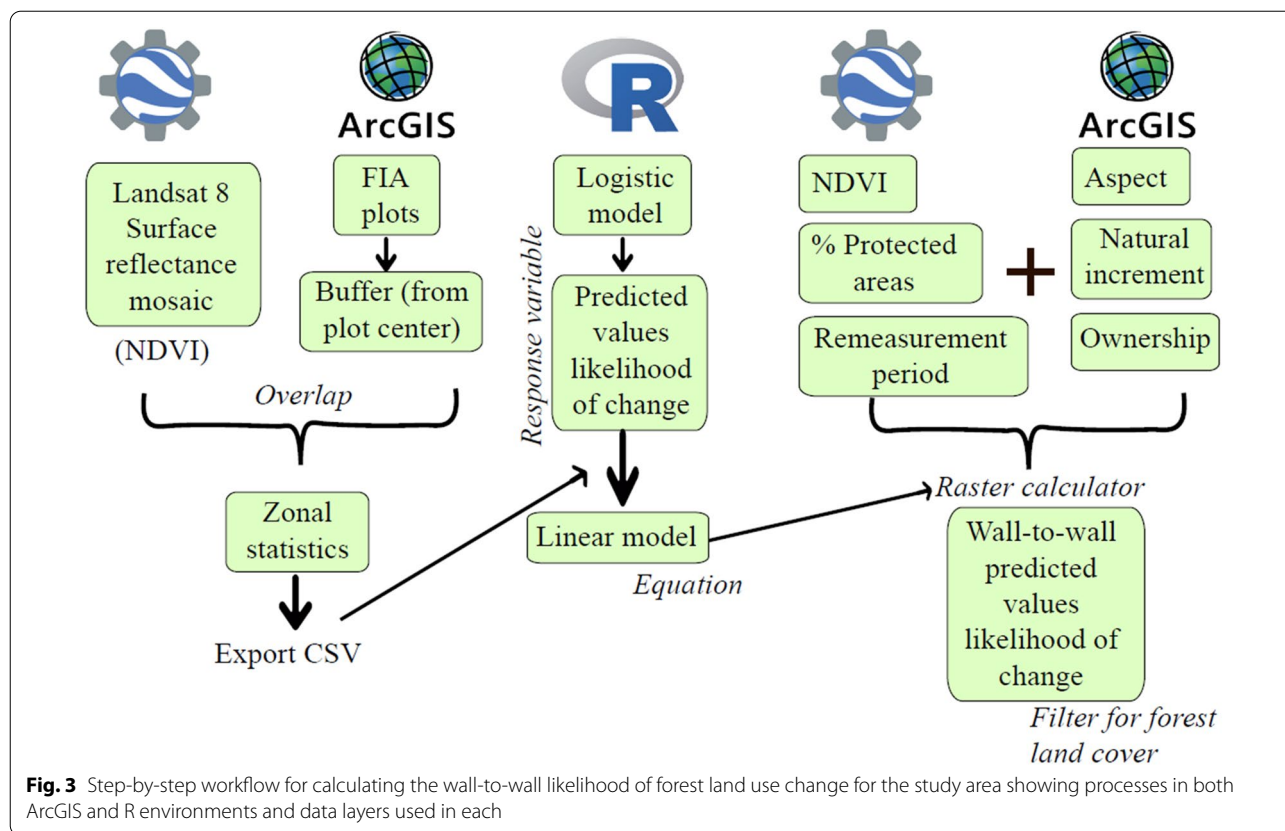 ArcGIS
R
ArcGIS
Landsat 8
Surface
reflectance
mosaic
(NDVI)
FIA
plots
Buffer (from
plot center)
Overlap
Zonal
statistics
Export CSV
Logistic
model
Response variable
Predicted
values
likelihood
of change
Linear model
Equation
NDVI
% Protected
areas
Remeasurement
period
+
Aspect
Natural
increment
Ownership
Raster calculator
Wall-to-wall
predicted
values
likelihood of
change
Filter for forest
land cover
Fig. 3 Step-by-step workflow for calculating the wall-to-wall likelihood of forest land use change for the study area showing processes in both
ArcGIS and R environments and data layers used in each